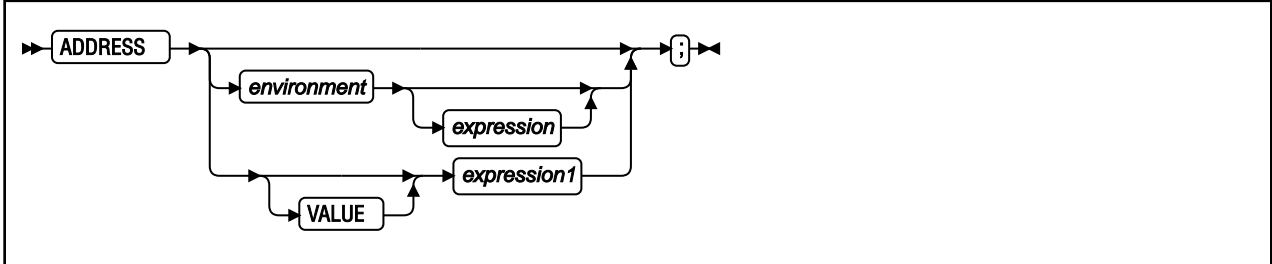 ADDRESS
;
environment
expression
expression1
VALUE